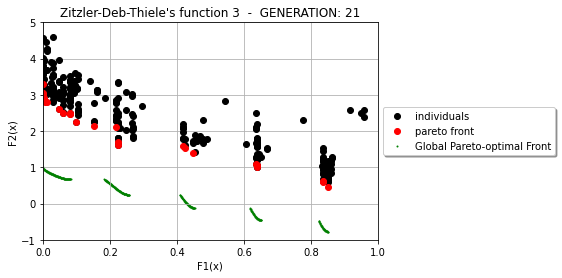 Zitzler-Deb-Thiele's function 3  -  GENERATION: 21
5
4
3
2
1
0
−1
F2(x)
0.0 0.2 0.4 0.6 0.8 1.0
F1(x)
individuals
pareto front
Global Pareto-optimal Front